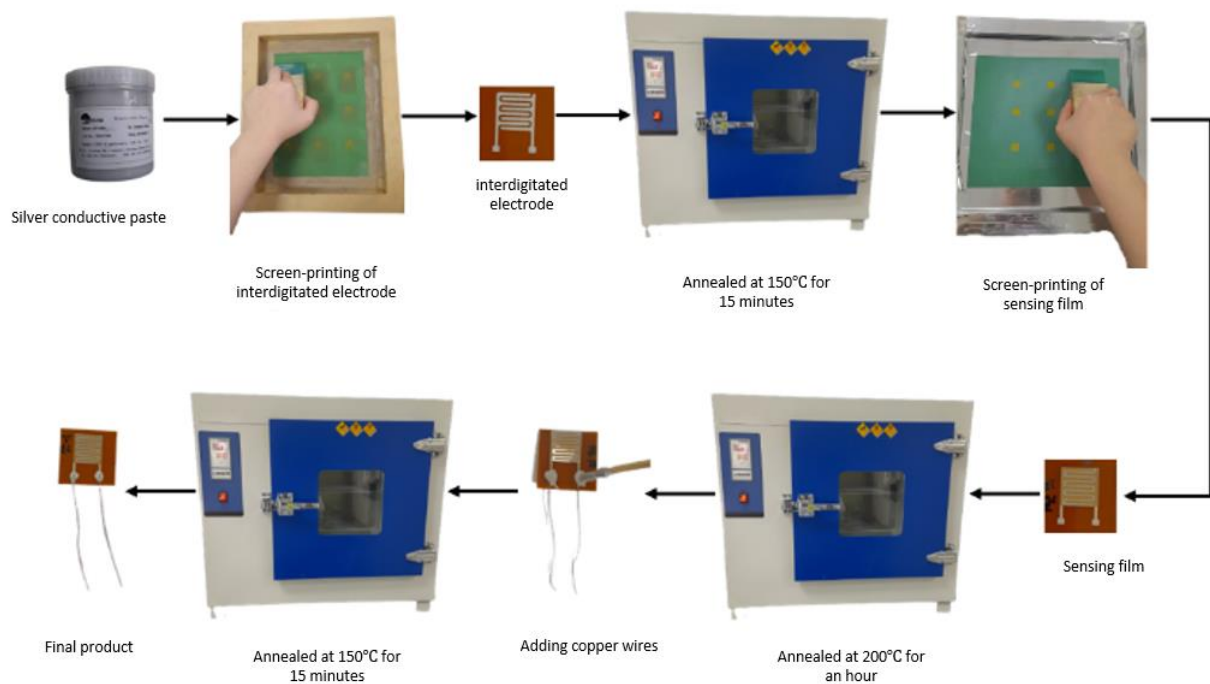 Silver conductive paste
Screen-printing of
interdigitated electrode
interdigitated
electrode
Annealed at 150℃ for
15 minutes
Screen-printing of
sensing film
Sensing film
Annealed at 200℃ for
an hour
Adding copper wires
Annealed at 150℃ for
15 minutes
Final product